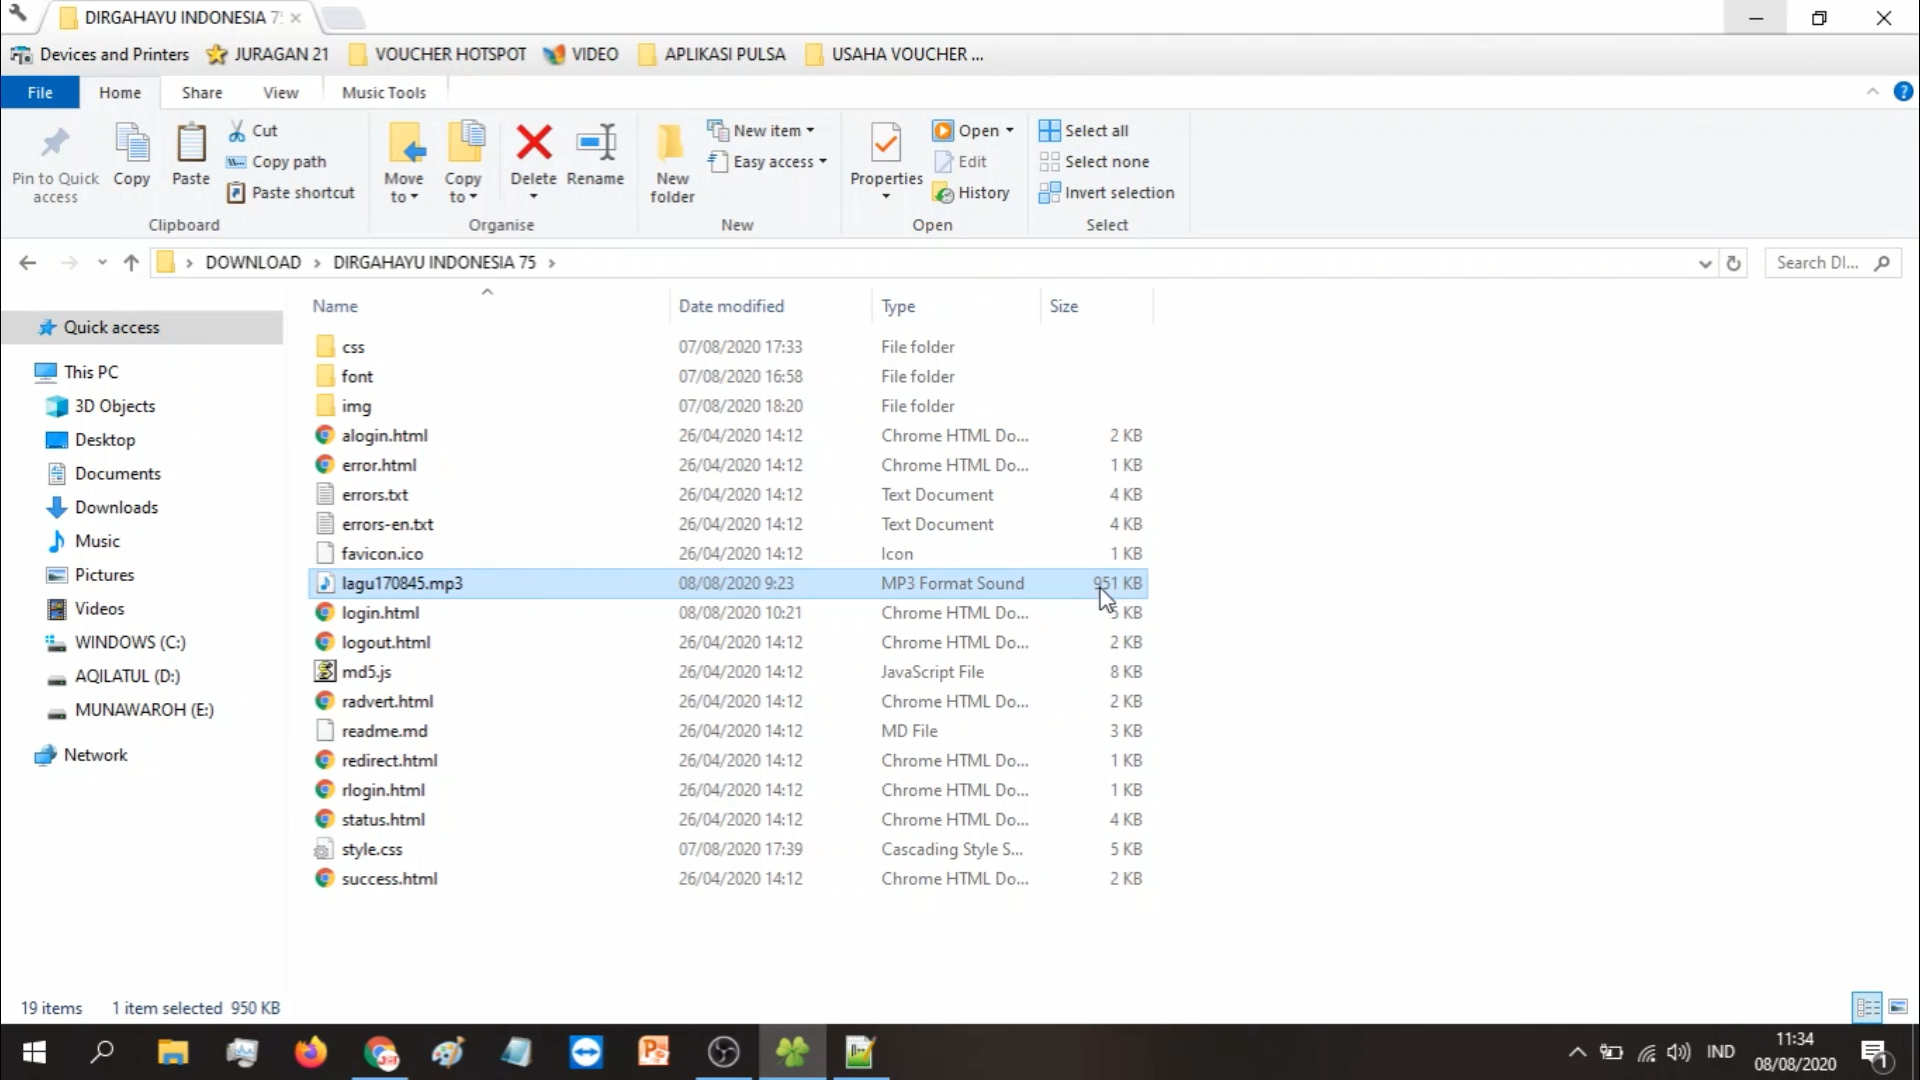 DIRGAHAYU INDONESIA 7
Devices and Printers JURAGAN 21 VOUCHER HOTSPOT VIDEO APLIKASI PULSA USAHA VOUCHER ...
File Home Share View Music Tools
Pin to Quick access
Copy
Paste
Cut
Copy path
Paste shortcut
Clipboard
Move to
Copy to
Delete
Rename
Organise
New folder
New item
Easy access
New
Properties
Open
Edit
History
Open
Select all
Select none
Invert selection
Select
DOWNLOAD > DIRGAHAYU INDONESIA 75 >
Search DI...
Quick access
This PC
3D Objects
Desktop
Documents
Downloads
Music
Pictures
Videos
WINDOWS (C:)
AQILATUL (D:)
MUNAWAROH (E:)
Network
Name Date modified Type Size
css 07/08/2020 17:33 File folder
font 07/08/2020 16:58 File folder
img 07/08/2020 18:20 File folder
alogin.html 26/04/2020 14:12 Chrome HTML Do... 2 KB
error.html 26/04/2020 14:12 Chrome HTML Do... 1 KB
errors.txt 26/04/2020 14:12 Text Document 4 KB
errors-en.txt 26/04/2020 14:12 Text Document 4 KB
favicon.ico 26/04/2020 14:12 Icon 1 KB
lagu170845.mp3 08/08/2020 9:23 MP3 Format Sound 951 KB
login.html 08/08/2020 10:21 Chrome HTML Do... 5 KB
logout.html 26/04/2020 14:12 Chrome HTML Do... 2 KB
md5.js 26/04/2020 14:12 JavaScript File 8 KB
radvert.html 26/04/2020 14:12 Chrome HTML Do... 2 KB
readme.md 26/04/2020 14:12 MD File 3 KB
redirect.html 26/04/2020 14:12 Chrome HTML Do... 1 KB
rlogin.html 26/04/2020 14:12 Chrome HTML Do... 1 KB
status.html 26/04/2020 14:12 Chrome HTML Do... 4 KB
style.css 07/08/2020 17:39 Cascading Style S... 5 KB
success.html 26/04/2020 14:12 Chrome HTML Do... 2 KB
19 items 1 item selected 950 KB
IND
11:34
08/08/2020
1